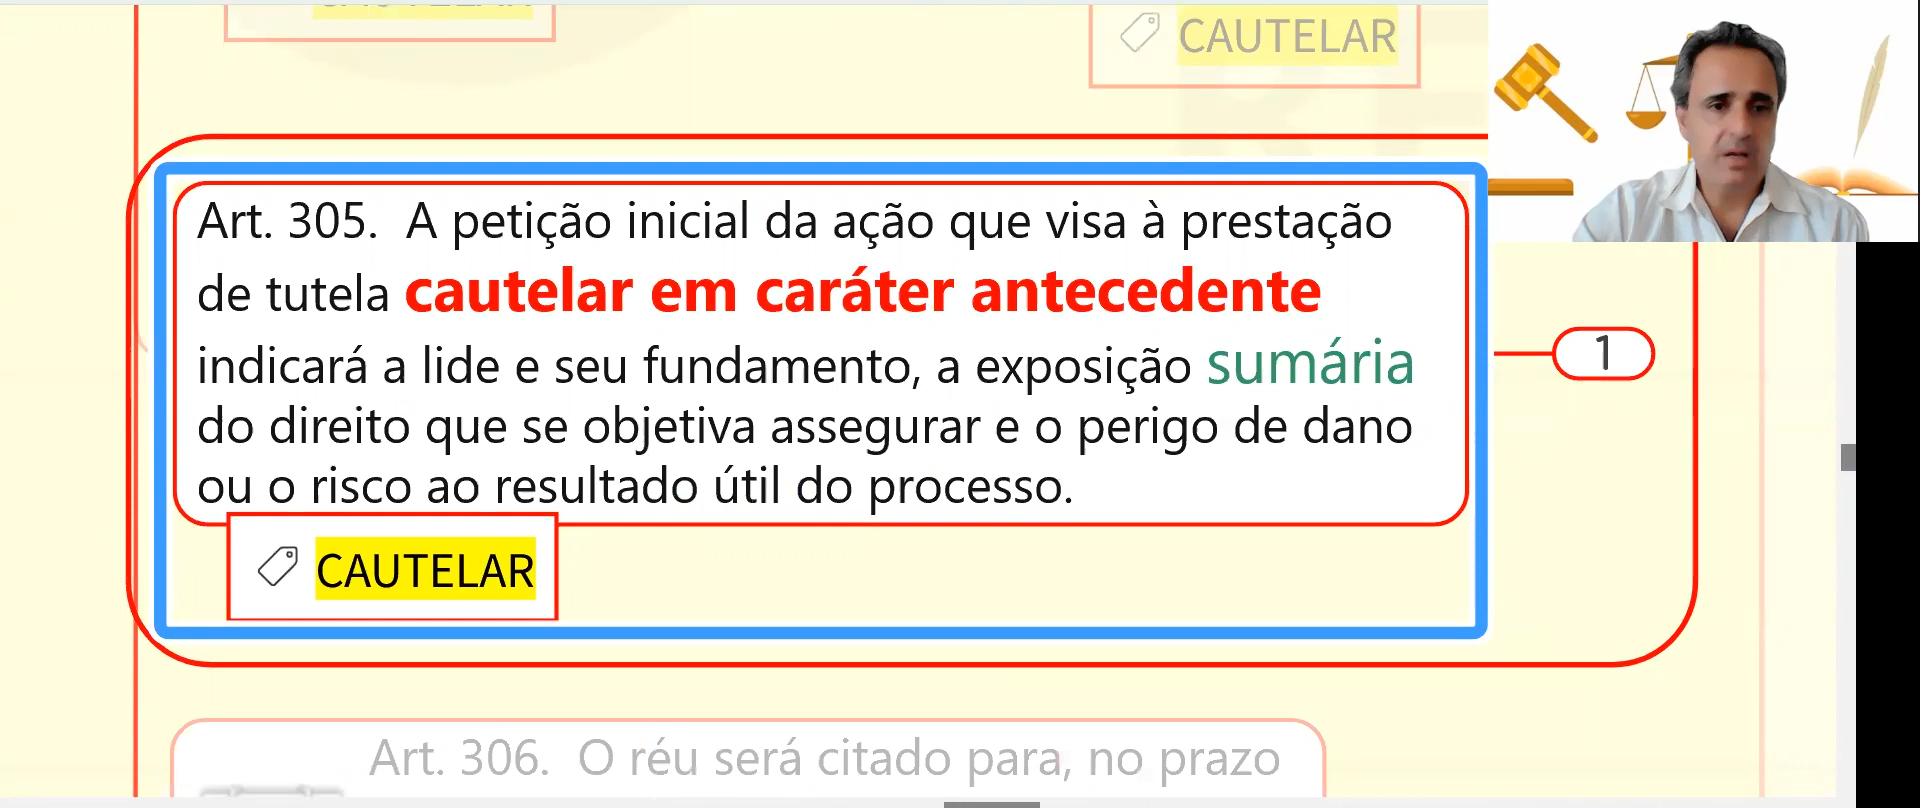 CAUTELAR
Art. 305. A petição inicial da ação que visa à prestação
de tutela cautelar em caráter antecedente
indicará a lide e seu fundamento, a exposição sumária
do direito que se objetiva assegurar e o perigo de dano
ou o risco ao resultado útil do processo.
1
CAUTELAR
Art. 306. O réu será citado para, no prazo